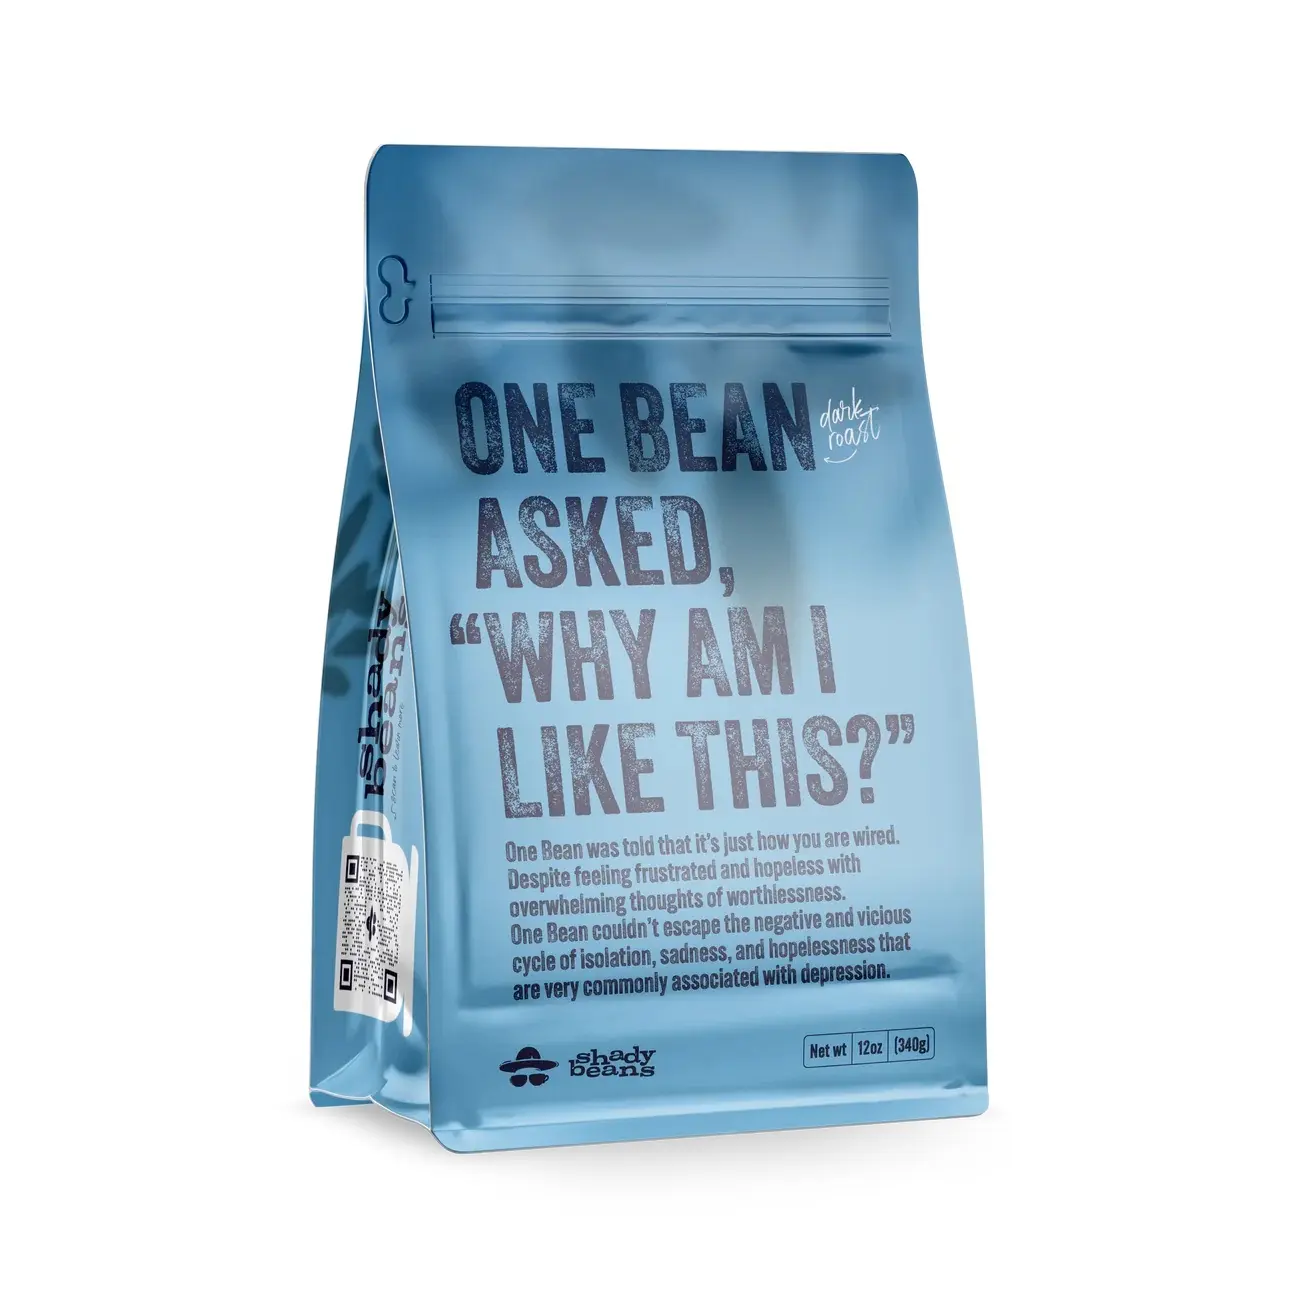 ONE BEAN
dark
roast
ASKED,
“WHY AM I
LIKE THIS?”
One Bean was told that it’s just how you are wired.
Despite feeling frustrated and hopeless with
overwhelming thoughts of worthlessness.
One Bean couldn’t escape the negative and vicious
cycle of isolation, sadness, and hopelessness that
are very commonly associated with depression.
shady
beans
Net wt 12oz (340g)
shady
beans
scan & learn more